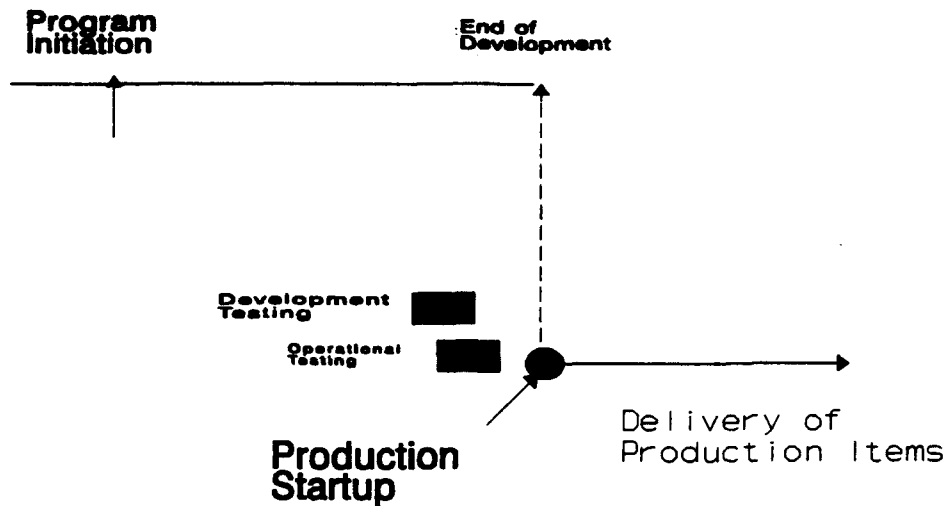 Program
Initiation
End of
Development
Development
Testing
Operational
Testing
Production
Startup
Delivery of
Production Items